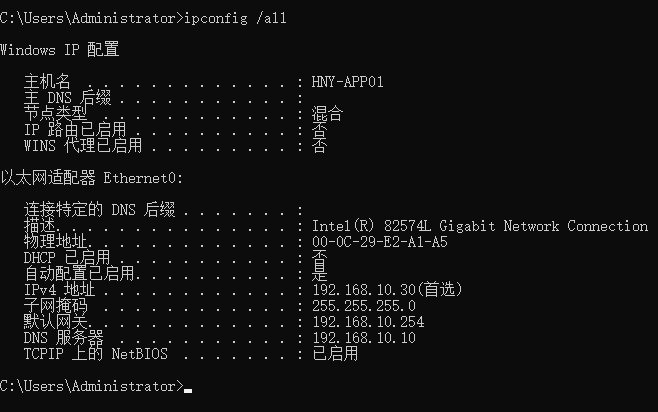 C:\Users\Administrator>ipconfig /all
Windows IP 配置
主机名 . . . . . . . . . . . . . : HNY-APP01
主 DNS 后缀 . . . . . . . . . . . :
节点类型 . . . . . . . . . . . . : 混合
IP 路由已启用 . . . . . . . . . . : 否
WINS 代理已启用 . . . . . . . . . : 否
以太网适配器 Ethernet0:
连接特定的 DNS 后缀 . . . . . . . :
描述. . . . . . . . . . . . . . . : Intel(R) 82574L Gigabit Network Connection
物理地址. . . . . . . . . . . . . : 00-0C-29-E2-A1-A5
DHCP 已启用 . . . . . . . . . . . : 否
自动配置已启用. . . . . . . . . . : 是
IPv4 地址 . . . . . . . . . . . . : 192.168.10.30(首选)
子网掩码 . . . . . . . . . . . . : 255.255.255.0
默认网关. . . . . . . . . . . . . : 192.168.10.254
DNS 服务器 . . . . . . . . . . . : 192.168.10.10
TCPIP 上的 NetBIOS . . . . . . . : 已启用
C:\Users\Administrator>